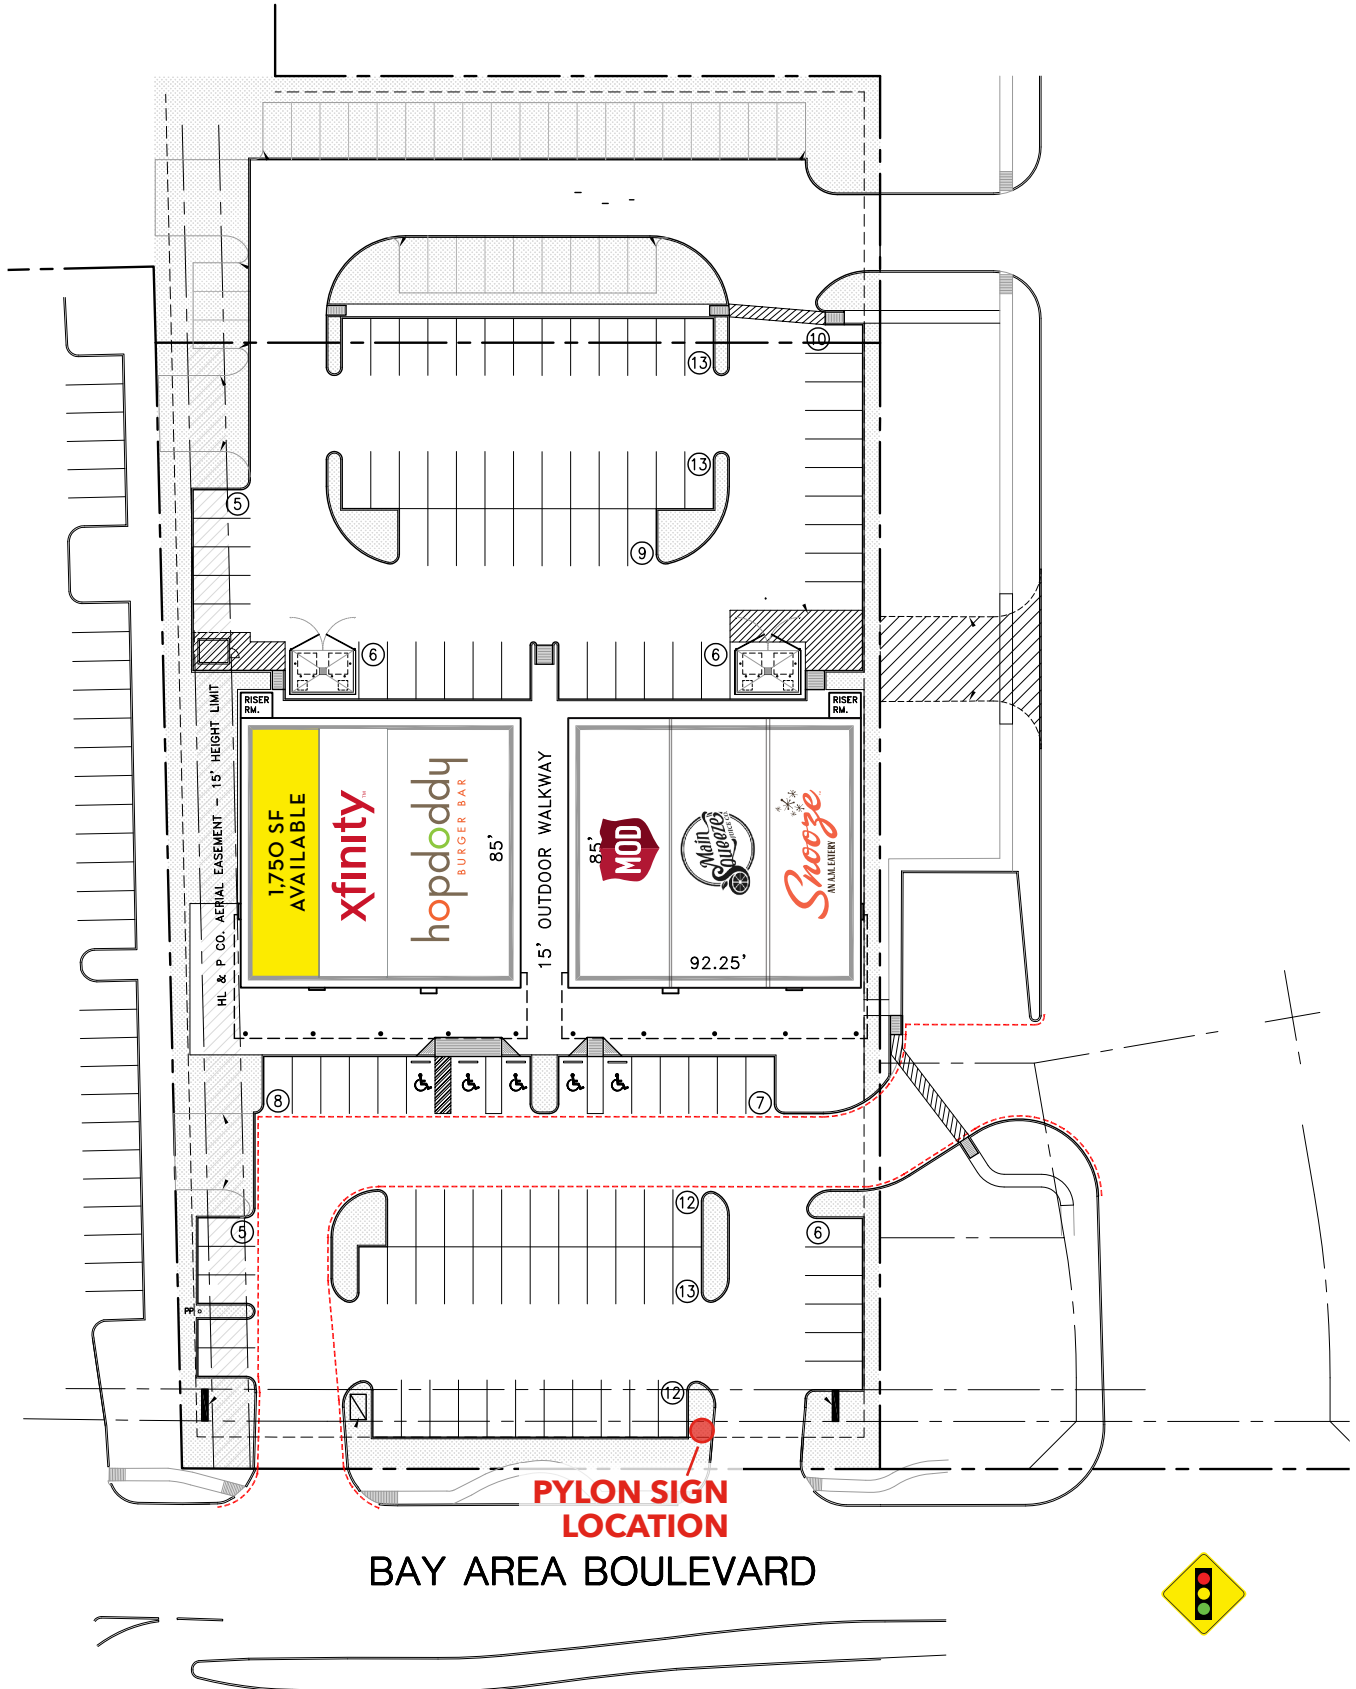 10
13
13
5
9
6
6
RISER
RM.
RISER
RM.
HL & P CO. AERIAL EASEMENT – 15' HEIGHT LIMIT
1,750 SF
AVAILABLE
xfinity™
hopdoddy
BURGER BAR
85'
15' OUTDOOR WALKWAY
85'
MOD
Main
Squeeze
Snooze
AN A.M. EATERY
92.25'
8
7
12
5
6
13
PP
12
PYLON SIGN
LOCATION
BAY AREA BOULEVARD